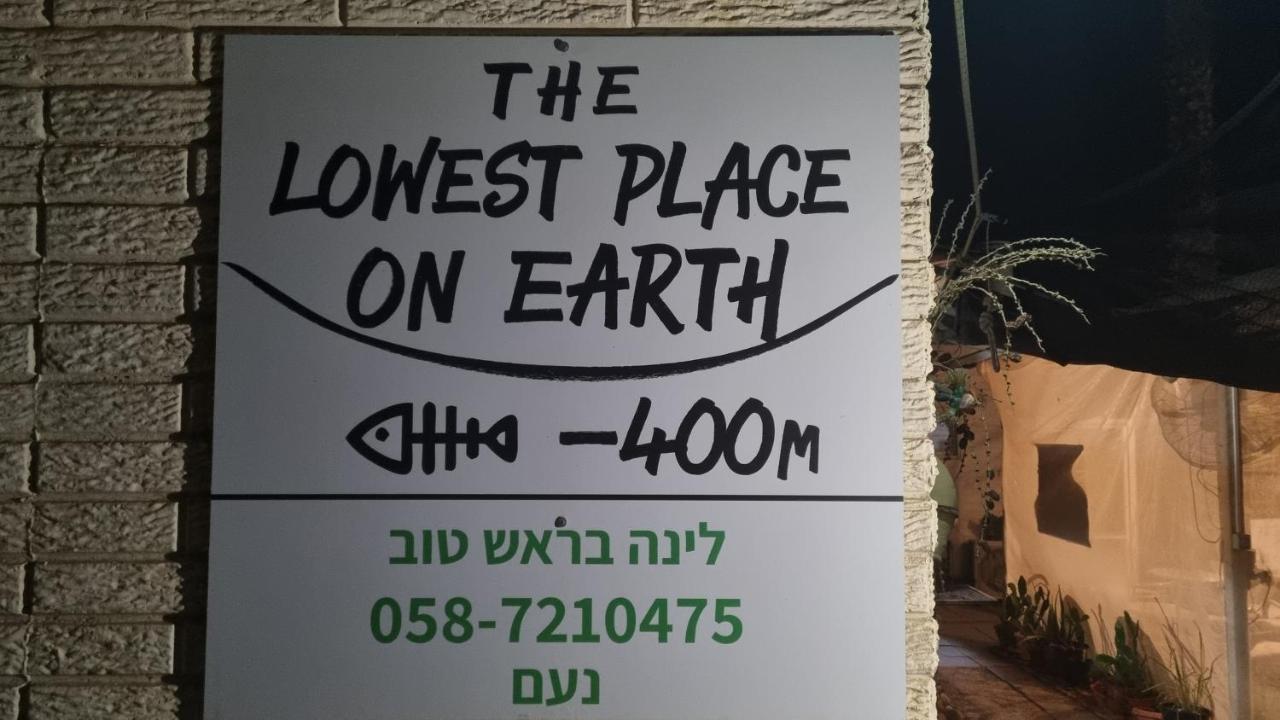 THE
LOWEST PLACE
ON EARTH
-400M
לינה בראש טוב
058-7210475
נעם